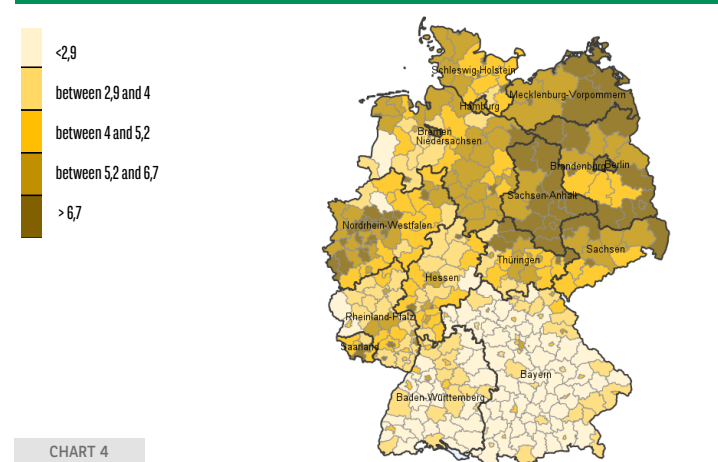 <2,9
between 2,9 and 4
between 4 and 5,2
between 5,2 and 6,7
> 6,7
Schleswig-Holstein
Mecklenburg-Vorpommern
Hamburg
Bremen
Niedersachsen
Brandenburg
Berlin
Sachsen-Anhalt
Nordrhein-Westfalen
Sachsen
Thüringen
Hessen
Rheinland-Pfalz
Saarland
Bayern
Baden-Württemberg
CHART 4